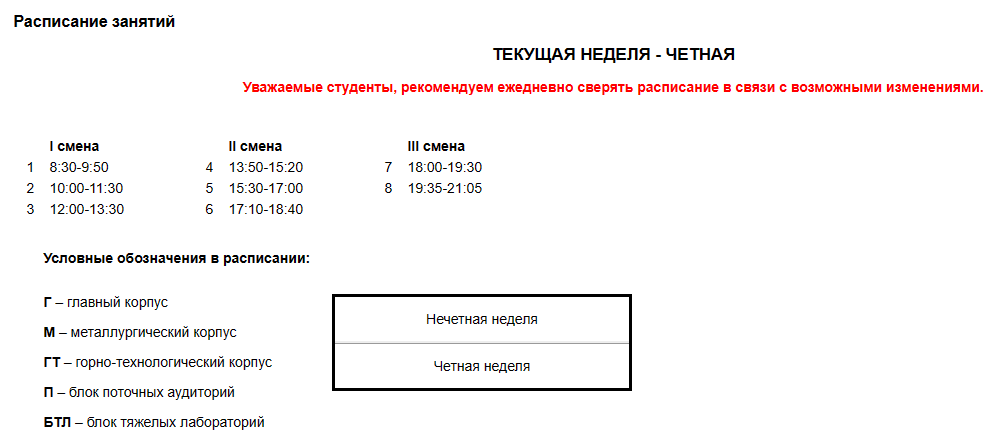 Расписание занятий
ТЕКУЩАЯ НЕДЕЛЯ - ЧЕТНАЯ
Уважаемые студенты, рекомендуем ежедневно сверять расписание в связи с возможными изменениями.
I смена II смена III смена
1 8:30-9:50 4 13:50-15:20 7 18:00-19:30
2 10:00-11:30 5 15:30-17:00 8 19:35-21:05
3 12:00-13:30 6 17:10-18:40
Условные обозначения в расписании:
Г – главный корпус
М – металлургический корпус
ГТ – горно-технологический корпус
П – блок поточных аудиторий
БТЛ – блок тяжелых лабораторий
Нечетная неделя
Четная неделя